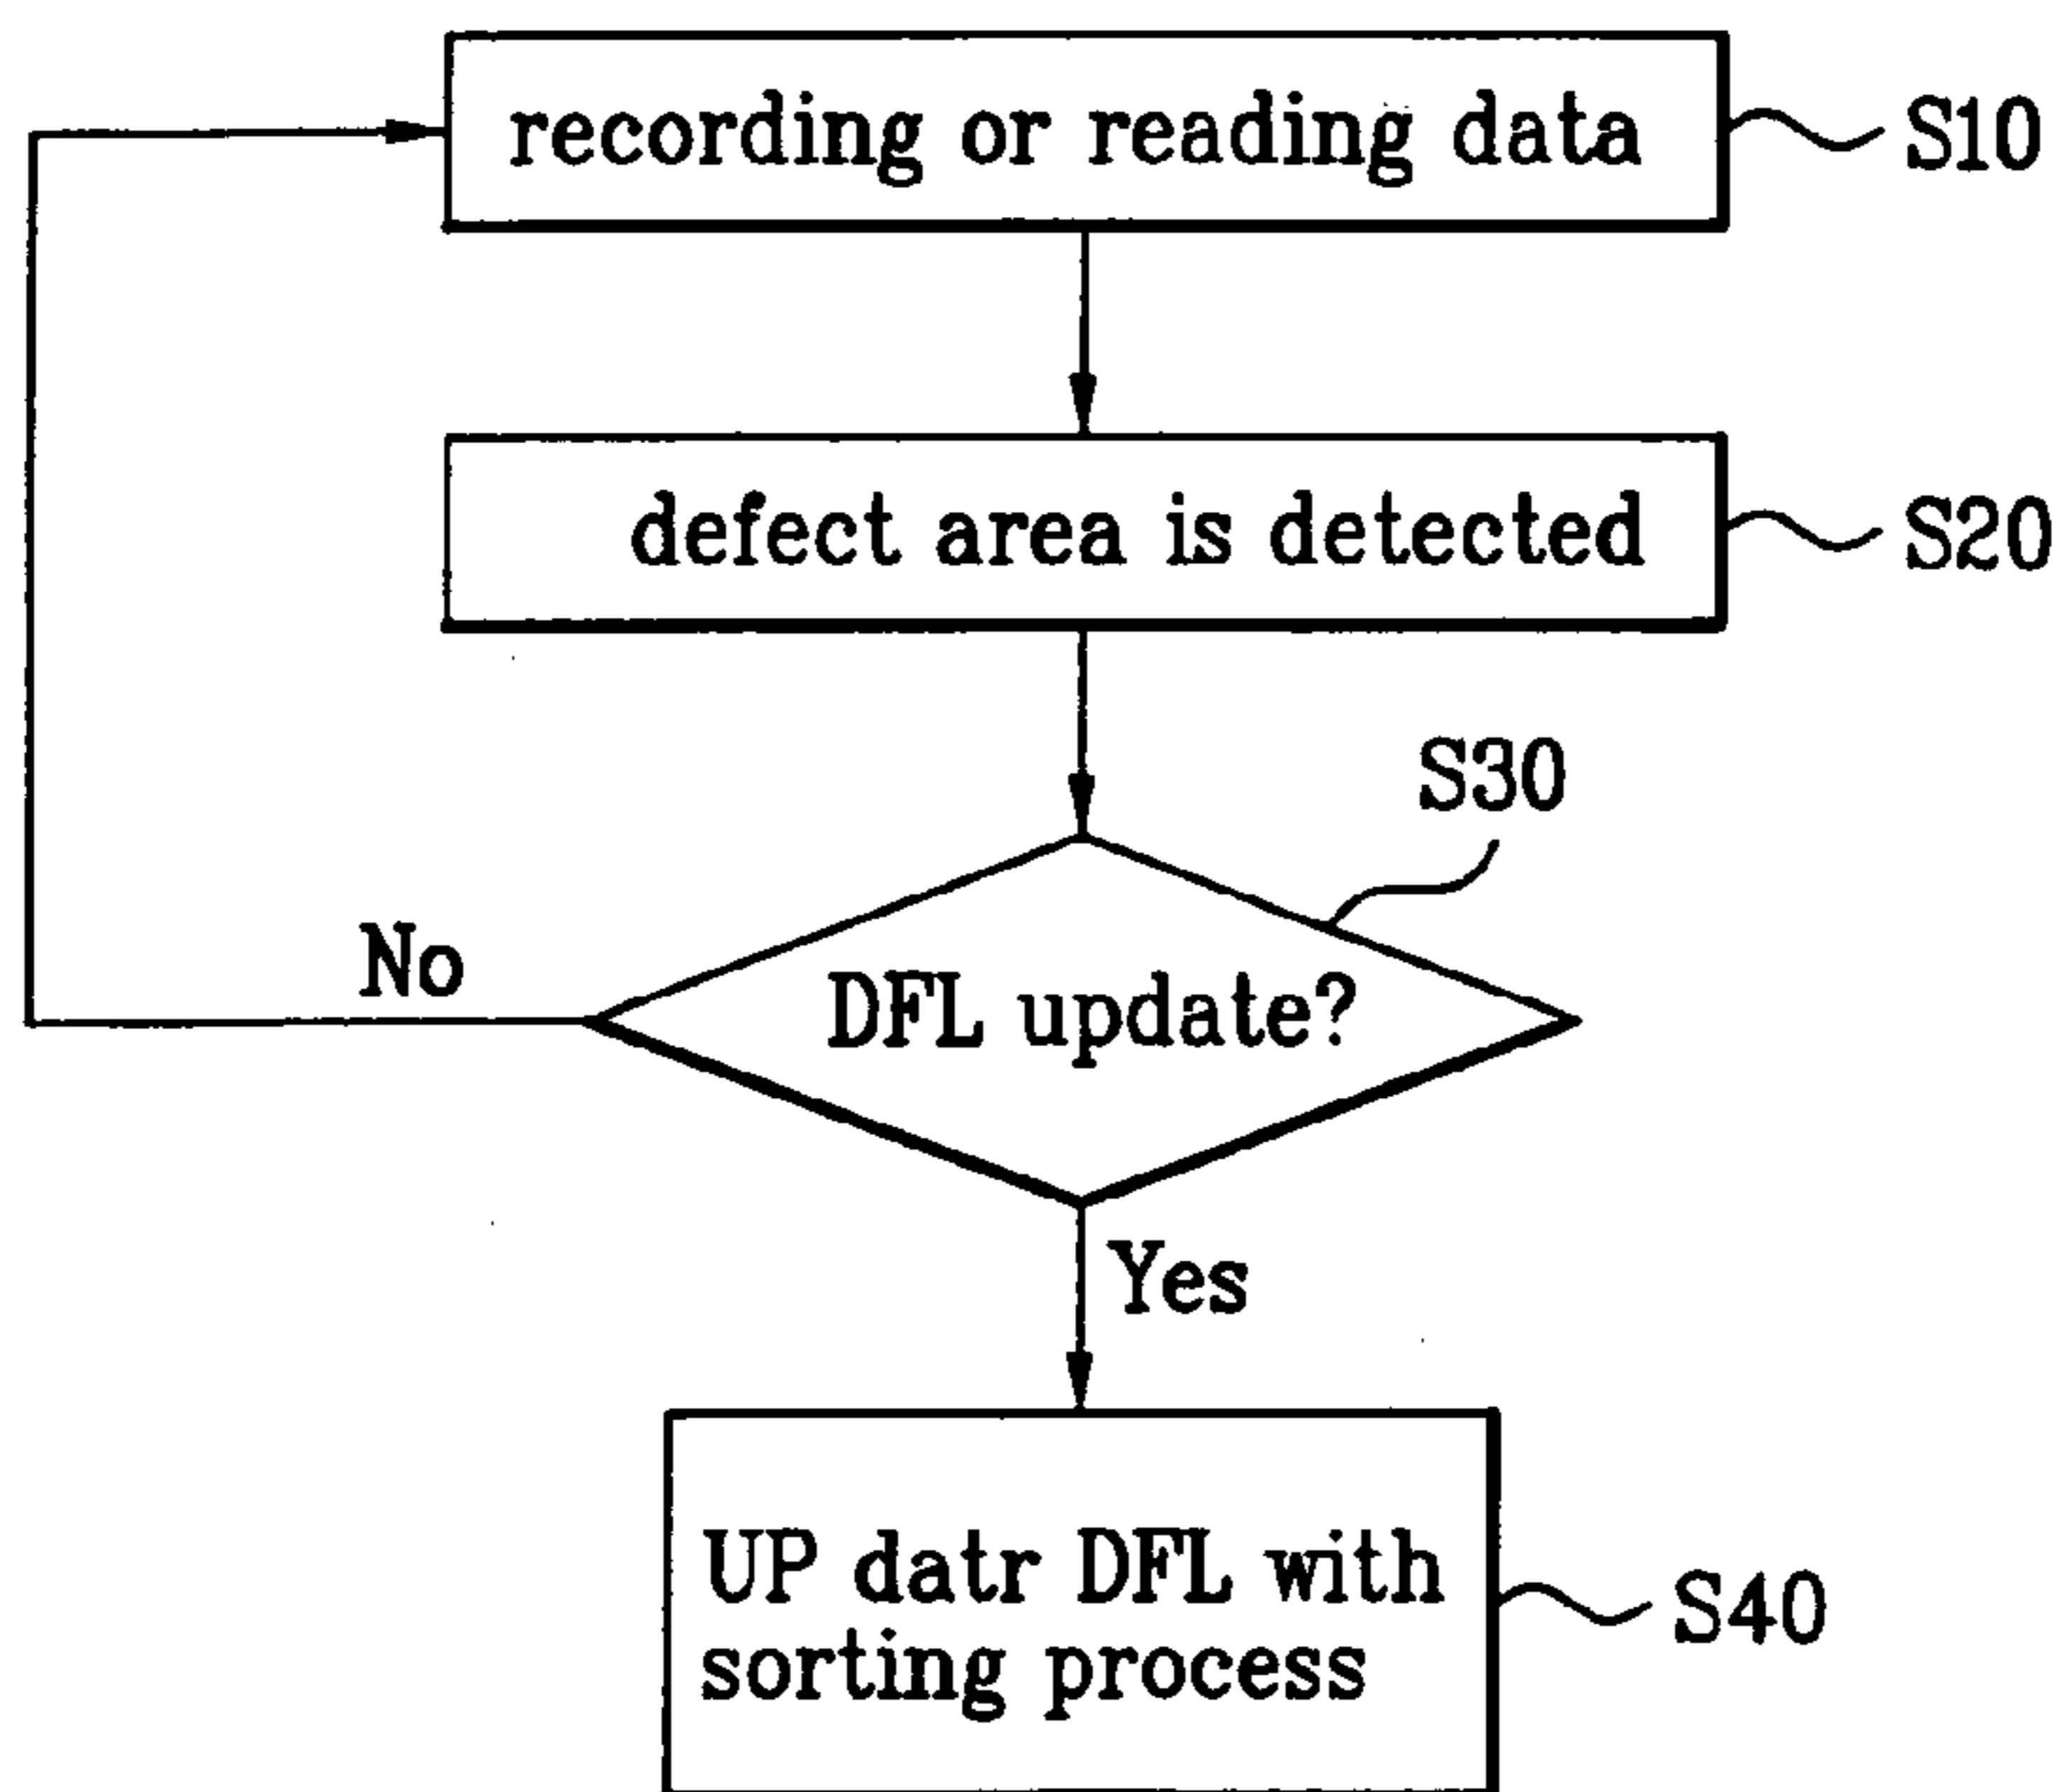 recording or reading data
S10
defect area is detected
S20
S30
No
DFL update?
Yes
UP datr DFL with
sorting process
S40